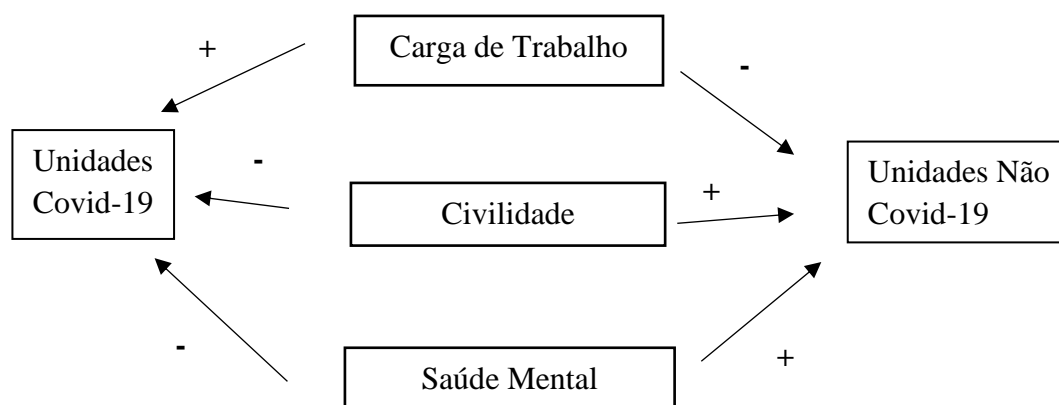 Carga de Trabalho
+
-
Unidades
Covid-19
-
Civilidade
+
Unidades Não
Covid-19
-
Saúde Mental
+